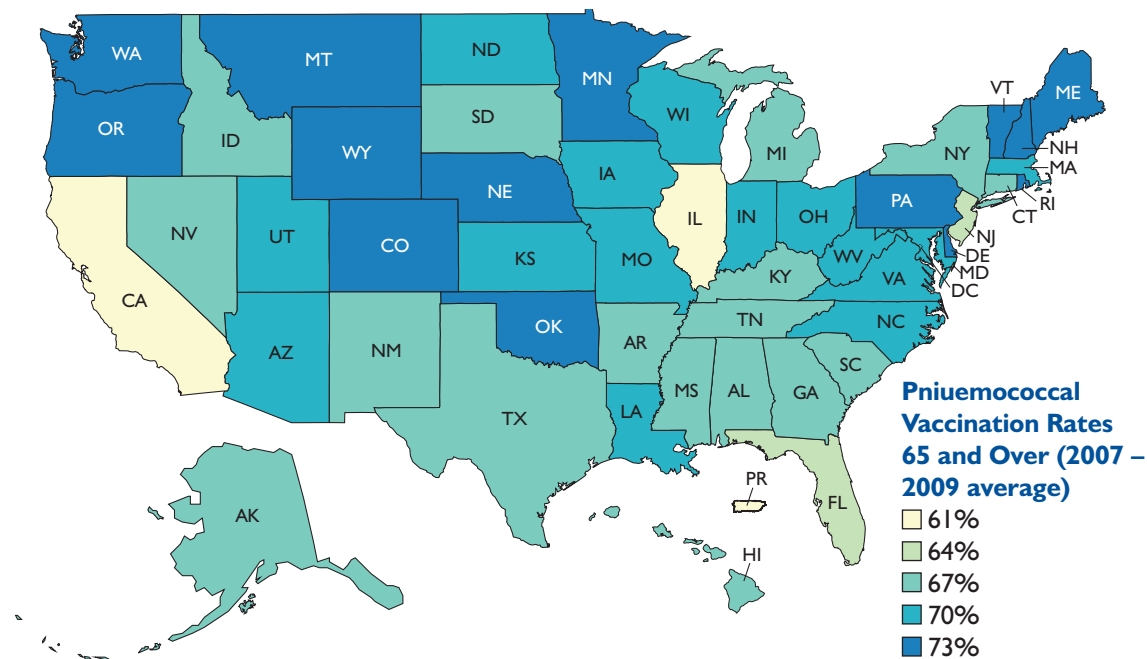 WA
MT
ND
MN
VT
ME
OR
ID
SD
WI
MI
NY
NH
MA
WY
IA
NE
PA
RI
CT
NV
UT
CO
IL
IN
OH
NJ
DE
MD
DC
CA
KS
MO
WV
VA
KY
AZ
NM
OK
AR
TN
NC
SC
MS
AL
GA
TX
LA
Pniuemococcal
Vaccination Rates
65 and Over (2007 –
2009 average)
PR
FL
AK
HI
61%
64%
67%
70%
73%